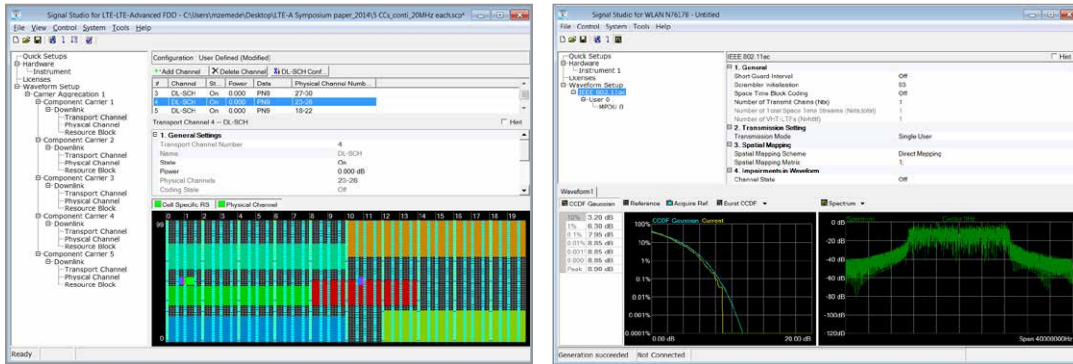 Signal Studio for LTE-LTE-Advanced FDD - C:\Users\mzemede\Desktop\LTE-A Symposium paper_2014\5 CCs_conti_20MHz each.scp*
File View Control System Tools Help
Quick Setups
Hardware
Instrument
Licenses
Waveform Setup
Carrier Aggregation 1
Component Carrier 1
Downlink
Transport Channel
Physical Channel
Resource Block
Component Carrier 2
Downlink
Transport Channel
Physical Channel
Resource Block
Component Carrier 3
Downlink
Transport Channel
Physical Channel
Resource Block
Component Carrier 4
Downlink
Transport Channel
Physical Channel
Resource Block
Component Carrier 5
Downlink
Transport Channel
Physical Channel
Resource Block
Configuration : User Defined (Modified)
Add Channel Delete Channel DL-SCH Conf...
# Channel St... Power Data Physical Channel Numb...
3 DL-SCH On 0.000 PN9 27-30
4 DL-SCH On 0.000 PN9 23-26
5 DL-SCH On 0.000 PN9 18-22
Transport Channel 4 -- DL-SCH Hint
1. General Settings
Transport Channel Number 4
Name DL-SCH
State On
Power 0.000 dB
Physical Channels 23-26
Coding State Off
Cell Specific RS Physical Channel
0 1 2 3 4 5 6 7 8 9 10 11 12 13 14 15 16 17 18 19
99
0
Ready
Signal Studio for WLAN N7617B - Untitled
File Control System Tools Help
Quick Setups
Hardware
Instrument 1
Licenses
Waveform Setup
IEEE 802.11ac
User 0
MPDU 0
IEEE 802.11ac Hint
1. General
Short Guard Interval Off
Scrambler Initialization 93
Space Time Block Coding Off
Number of Transmit Chains (Ntx) 1
Number of Total Space Time Streams (Nsts,total) 1
Number of VHT-LTFs (Nvhtltf) 1
2. Transmission Setting
Transmission Mode Single User
3. Spatial Mapping
Spatial Mapping Scheme Direct Mapping
Spatial Mapping Matrix 1;
4. Impairments in Waveform
Channel State Off
Waveform1
CCDF Gaussian Reference Acquire Ref. Burst CCDF
10% 3.20 dB
1% 6.30 dB
0.1% 7.95 dB
0.01% 8.85 dB
0.001% 8.85 dB
8.85 dB
Peak
CCDF Gaussian Current
100%
10%
1%
0.1%
0.01%
0.001%
0.0001%
0.00 dB 20.00 dB
Spectrum
Spectrum
0 dB
-20 dB
-40 dB
-60 dB
-80 dB
-120dB
Span 40000000Hz
Generation succeeded Not Connected